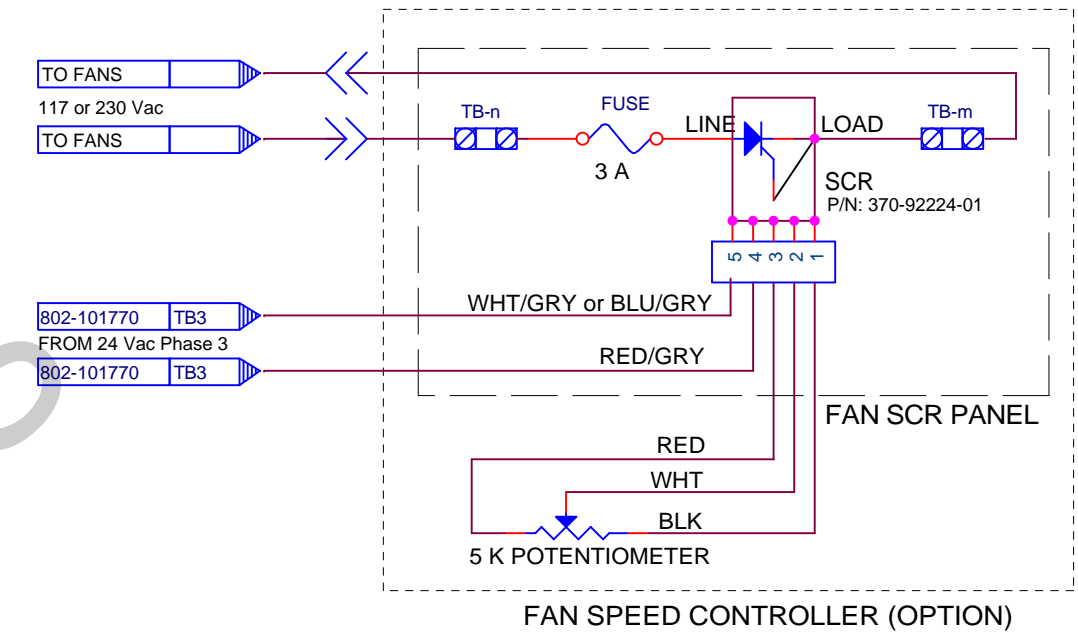 TO FANS
117 or 230 Vac
TO FANS
TB-n
FUSE
3 A
LINE
LOAD
TB-m
SCR
P/N: 370-92224-01
5 4 3 2 1
WHT/GRY or BLU/GRY
802-101770 TB3
FROM 24 Vac Phase 3
RED/GRY
802-101770 TB3
FAN SCR PANEL
RED
WHT
BLK
5 K POTENTIOMETER
FAN SPEED CONTROLLER (OPTION)